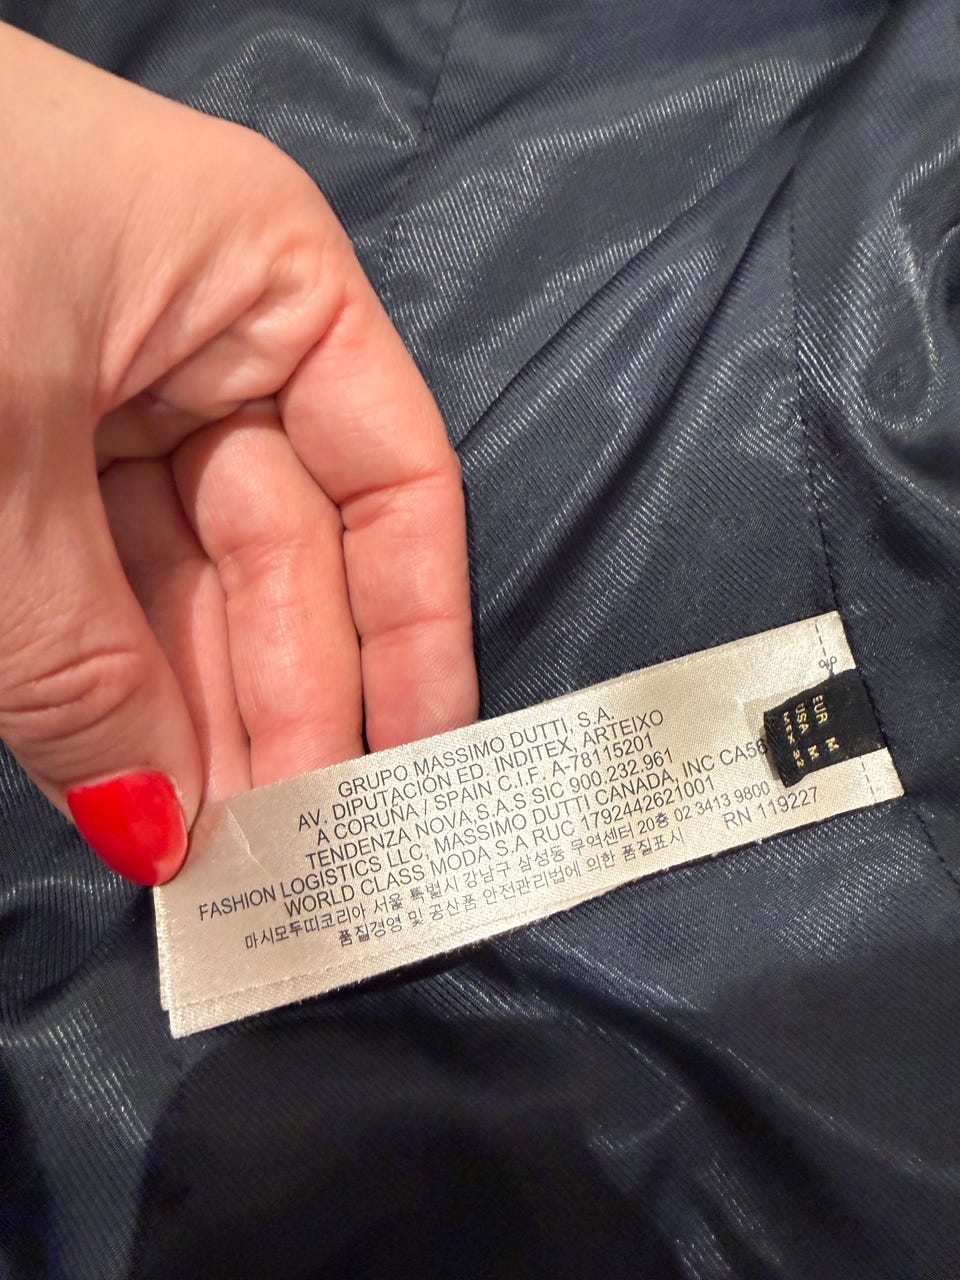 GRUPO MASSIMO DUTTI, S.A.
AV. DIPUTACIÓN ED. INDITEX, ARTEIXO
A CORUÑA / SPAIN C.I.F. A-78115201
TENDENZA NOVA,S.A.S SIC 900.232.961
FASHION LOGISTICS LLC, MASSIMO DUTTI CANADA, INC CA56
WORLD CLASS MODA S.A RUC 1792442621001
마시모두띠코리아 서울 특별시 강남구 삼성동 무역센터 20층 02 3413 9800
품질경영 및 공산품 안전관리법에 의한 품질표시
RN 119227
EUR M
USA M
MEX 32